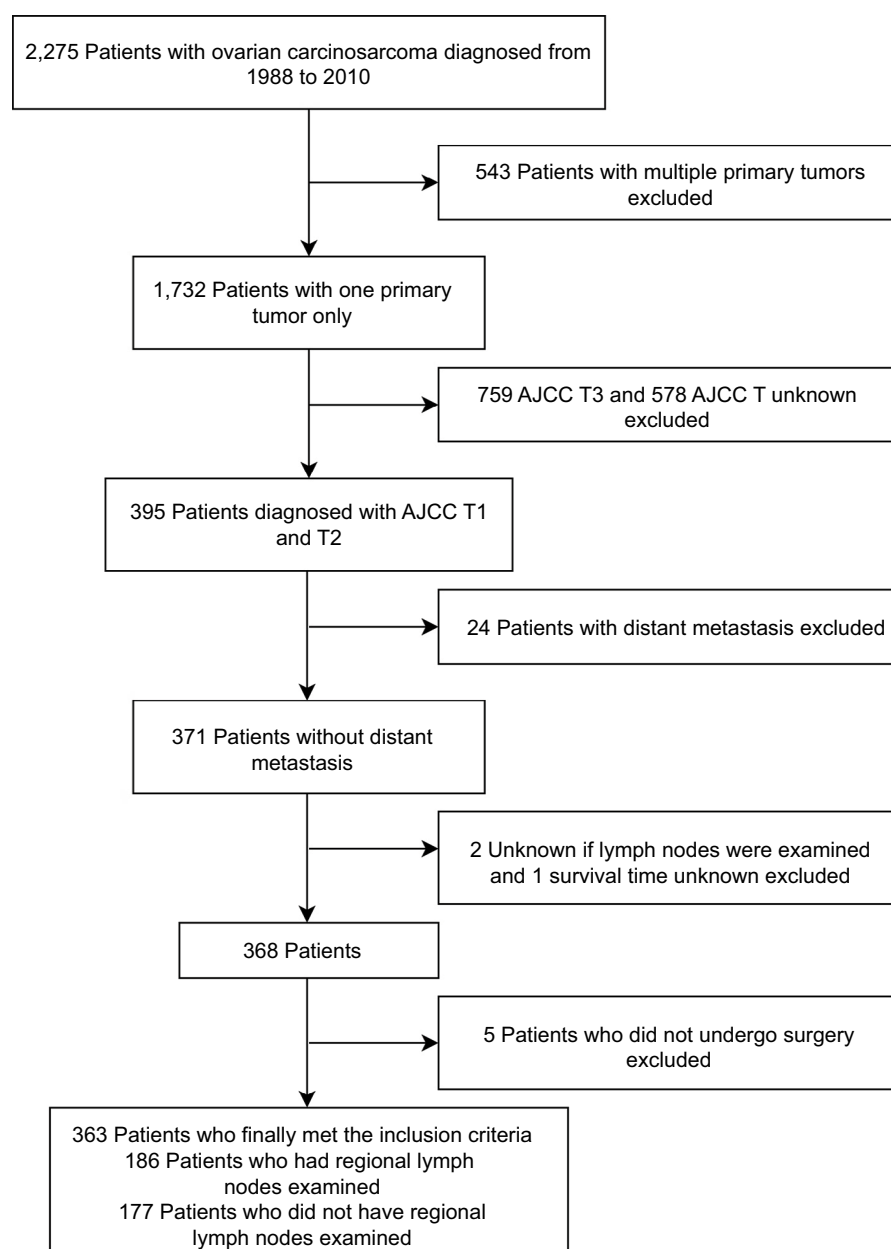 2,275 Patients with ovarian carcinosarcoma diagnosed from
1988 to 2010
543 Patients with multiple primary tumors
excluded
1,732 Patients with one primary
tumor only
759 AJCC T3 and 578 AJCC T unknown
excluded
395 Patients diagnosed with AJCC T1
and T2
24 Patients with distant metastasis excluded
371 Patients without distant
metastasis
2 Unknown if lymph nodes were examined
and 1 survival time unknown excluded
368 Patients
5 Patients who did not undergo surgery
excluded
363 Patients who finally met the inclusion criteria
186 Patients who had regional lymph
nodes examined
177 Patients who did not have regional
lymph nodes examined